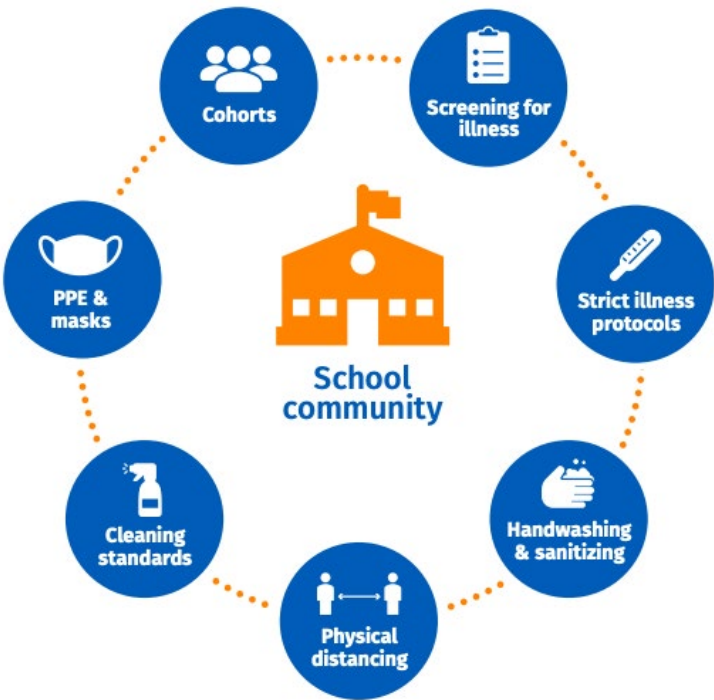 Cohorts
Screening for
illness
Strict illness
protocols
Handwashing
& sanitizing
Physical
distancing
Cleaning
standards
PPE &
masks
School
community